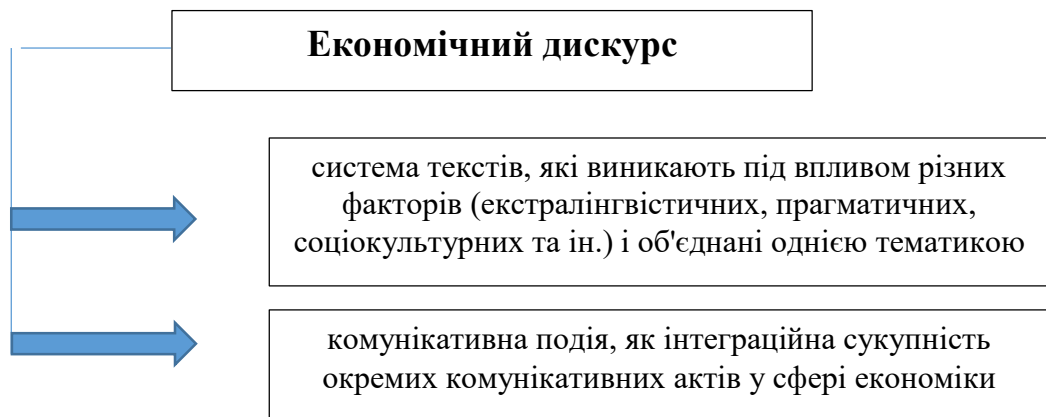 Економічний дискурс
система текстів, які виникають під впливом різних
факторів (екстралінгвістичних, прагматичних,
соціокультурних та ін.) і об'єднані однією тематикою
комунікативна подія, як інтеграційна сукупність
окремих комунікативних актів у сфері економіки